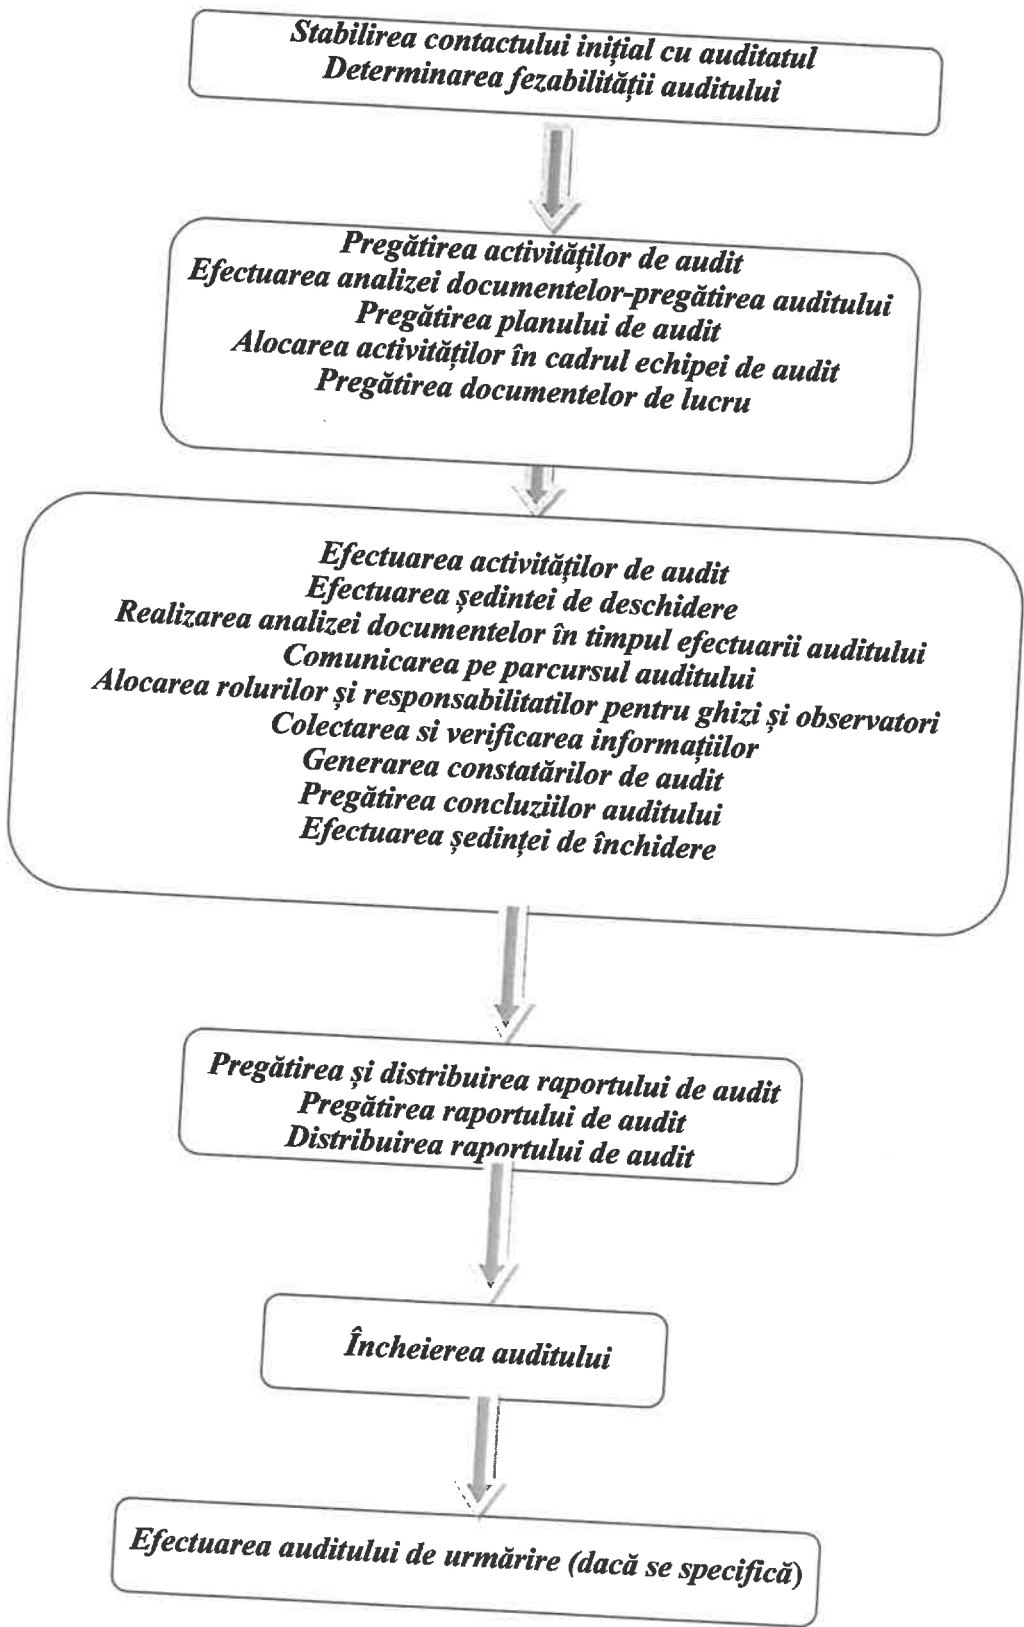 Stabilirea contactului inițial cu auditatul
Determinarea fezabilității auditului
Pregătirea activităților de audit
Efectuarea analizei documentelor-pregătirea auditului
Pregătirea planului de audit
Alocarea activităților în cadrul echipei de audit
Pregătirea documentelor de lucru
Efectuarea activităților de audit
Efectuarea ședintei de deschidere
Realizarea analizei documentelor în timpul efectuarii auditului
Comunicarea pe parcursul auditului
Alocarea rolurilor și responsabilitatilor pentru ghizi și observatori
Colectarea si verificarea informațiilor
Generarea constatărilor de audit
Pregătirea concluziilor auditului
Efectuarea ședinței de închidere
Pregătirea și distribuirea raportului de audit
Pregătirea raportului de audit
Distribuirea raportului de audit
Încheierea auditului
Efectuarea auditului de urmărire (dacă se specifică)